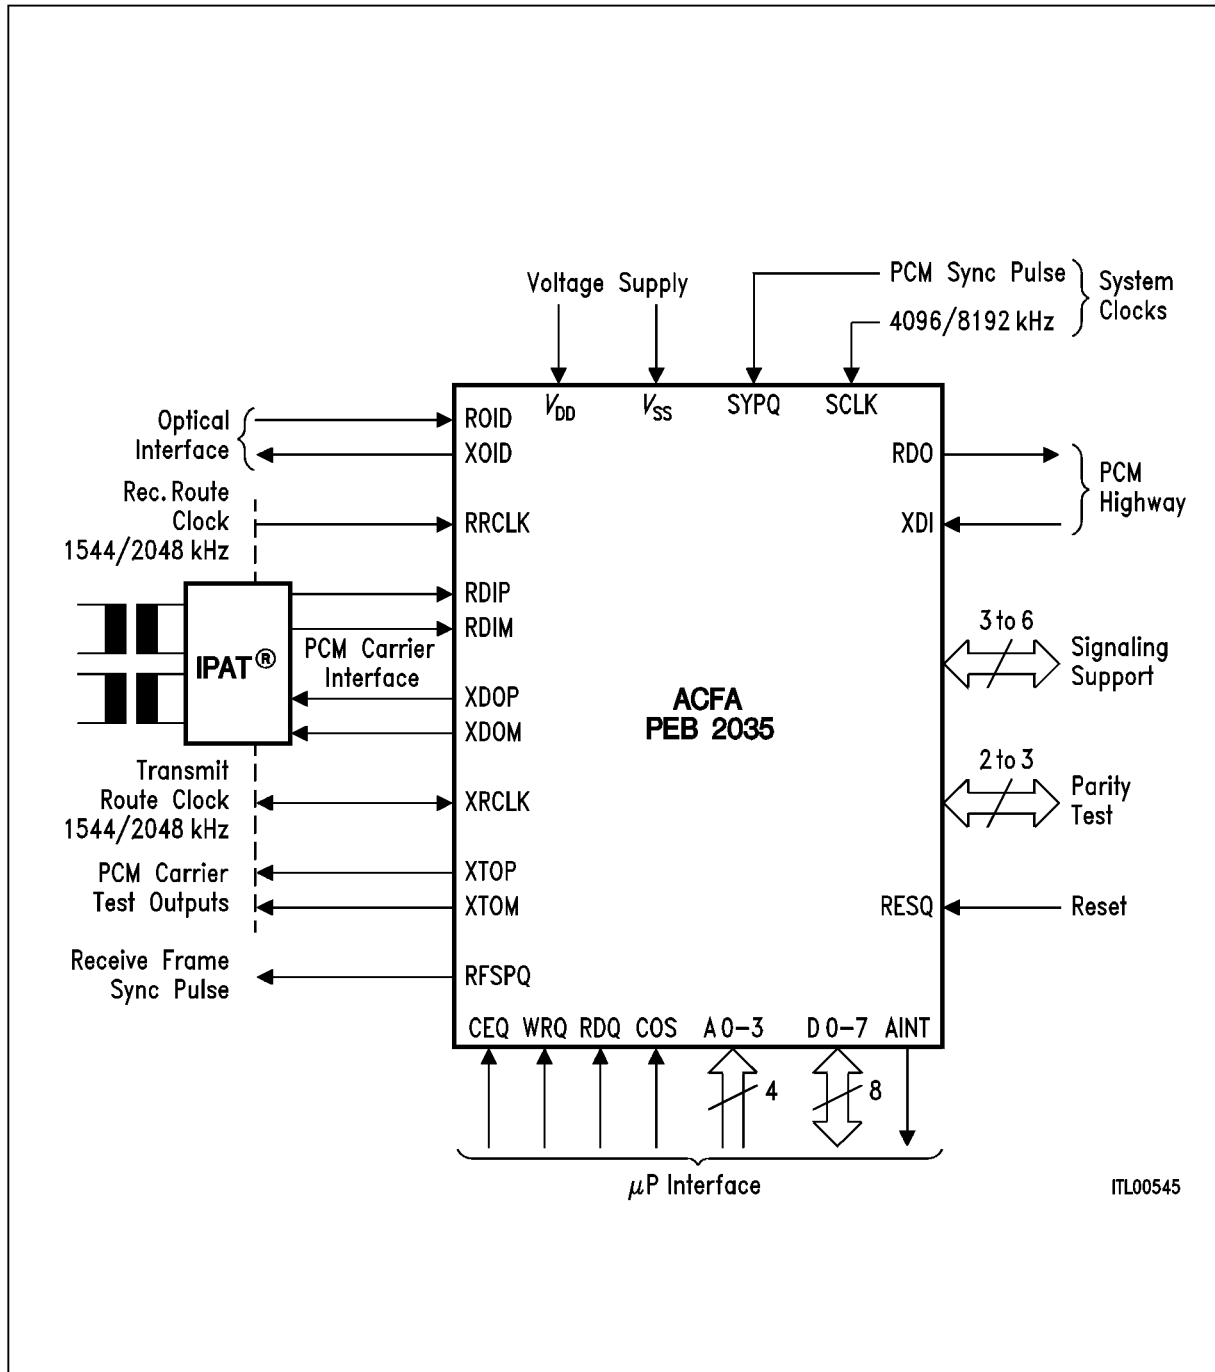 Voltage Supply
PCM Sync Pulse
4096/8192 kHz
System
Clocks
VDD
VSS
SYPQ
SCLK
Optical
Interface
ROID
XOID
RDO
XDI
PCM
Highway
Rec. Route
Clock
1544/2048 kHz
RRCLK
RDIP
RDIM
IPAT®
PCM Carrier
Interface
XDOP
XDOM
ACFA
PEB 2035
3 to 6
Signaling
Support
2 to 3
Parity
Test
Transmit
Route Clock
1544/2048 kHz
XRCLK
PCM Carrier
Test Outputs
XTOP
XTOM
RESQ
Reset
Receive Frame
Sync Pulse
RFSPQ
CEQ WRQ RDQ COS A 0-3 D 0-7 AINT
4
8
µP Interface
ITL00545